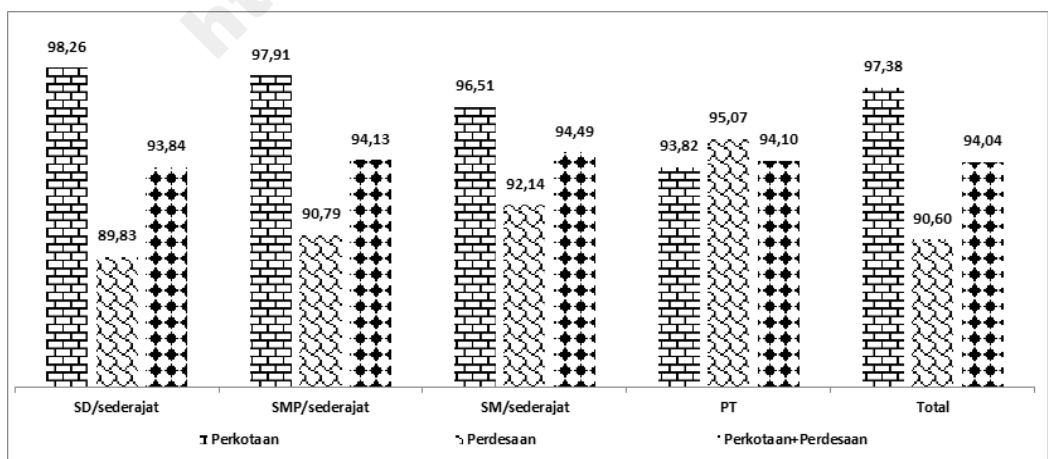 98,26 97,91 96,51 97,38
95,07
93,84 94,13 94,49 93,82 94,10 94,04
92,14
89,83 90,79 90,60
SD/sederajat SMP/sederajat SM/sederajat PT Total
Perkotaan Perdesaan Perkotaan+Perdesaan